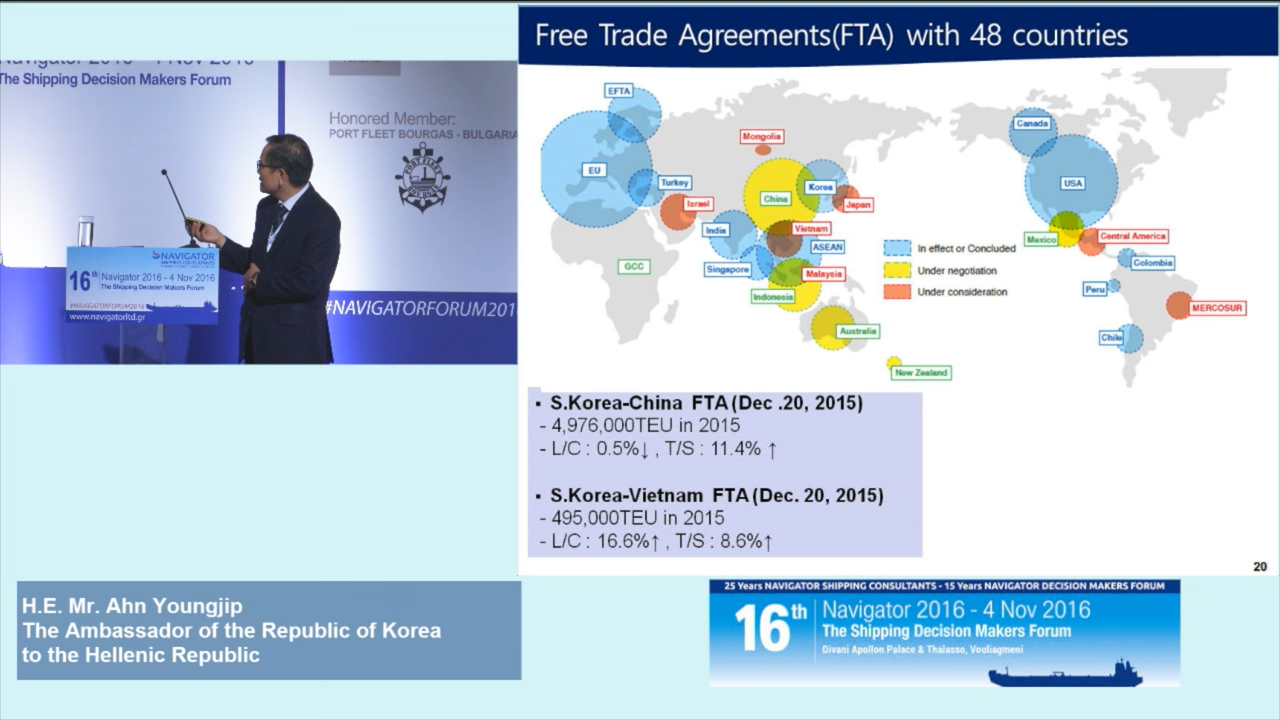 The Shipping Decision Makers Forum
Honored Member:
PORT FLEET BOURGAS - BULGARIA
NAVIGATOR
16th
Navigator 2016 - 4 Nov 2016
The Shipping Decision Makers Forum
#NAVIGATORFORUM2016
www.navigatorltd.gr
#NAVIGATORFORUM201
Free Trade Agreements(FTA) with 48 countries
EFTA
Canada
Mongolia
EU
Turkey
Korea
USA
China
Israel
Japan
India
Vietnam
Mexico
Central America
ASEAN
In effect or Concluded
GCC
Singapore
Malaysia
Under negotiation
Colombia
Indonesia
Under consideration
Peru
MERCOSUR
Australia
Chile
New Zealand
▪ S.Korea-China FTA(Dec .20, 2015)
- 4,976,000TEU in 2015
- L/C : 0.5%↓ , T/S : 11.4% ↑
▪ S.Korea-Vietnam FTA(Dec. 20, 2015)
- 495,000TEU in 2015
- L/C : 16.6%↑ , T/S : 8.6%↑
20
H.E. Mr. Ahn Youngjip
The Ambassador of the Republic of Korea
to the Hellenic Republic
25 Years NAVIGATOR SHIPPING CONSULTANTS - 15 Years NAVIGATOR DECISION MAKERS FORUM
16th
Navigator 2016 - 4 Nov 2016
The Shipping Decision Makers Forum
Divani Apollon Palace & Thalasso, Vouliagmeni